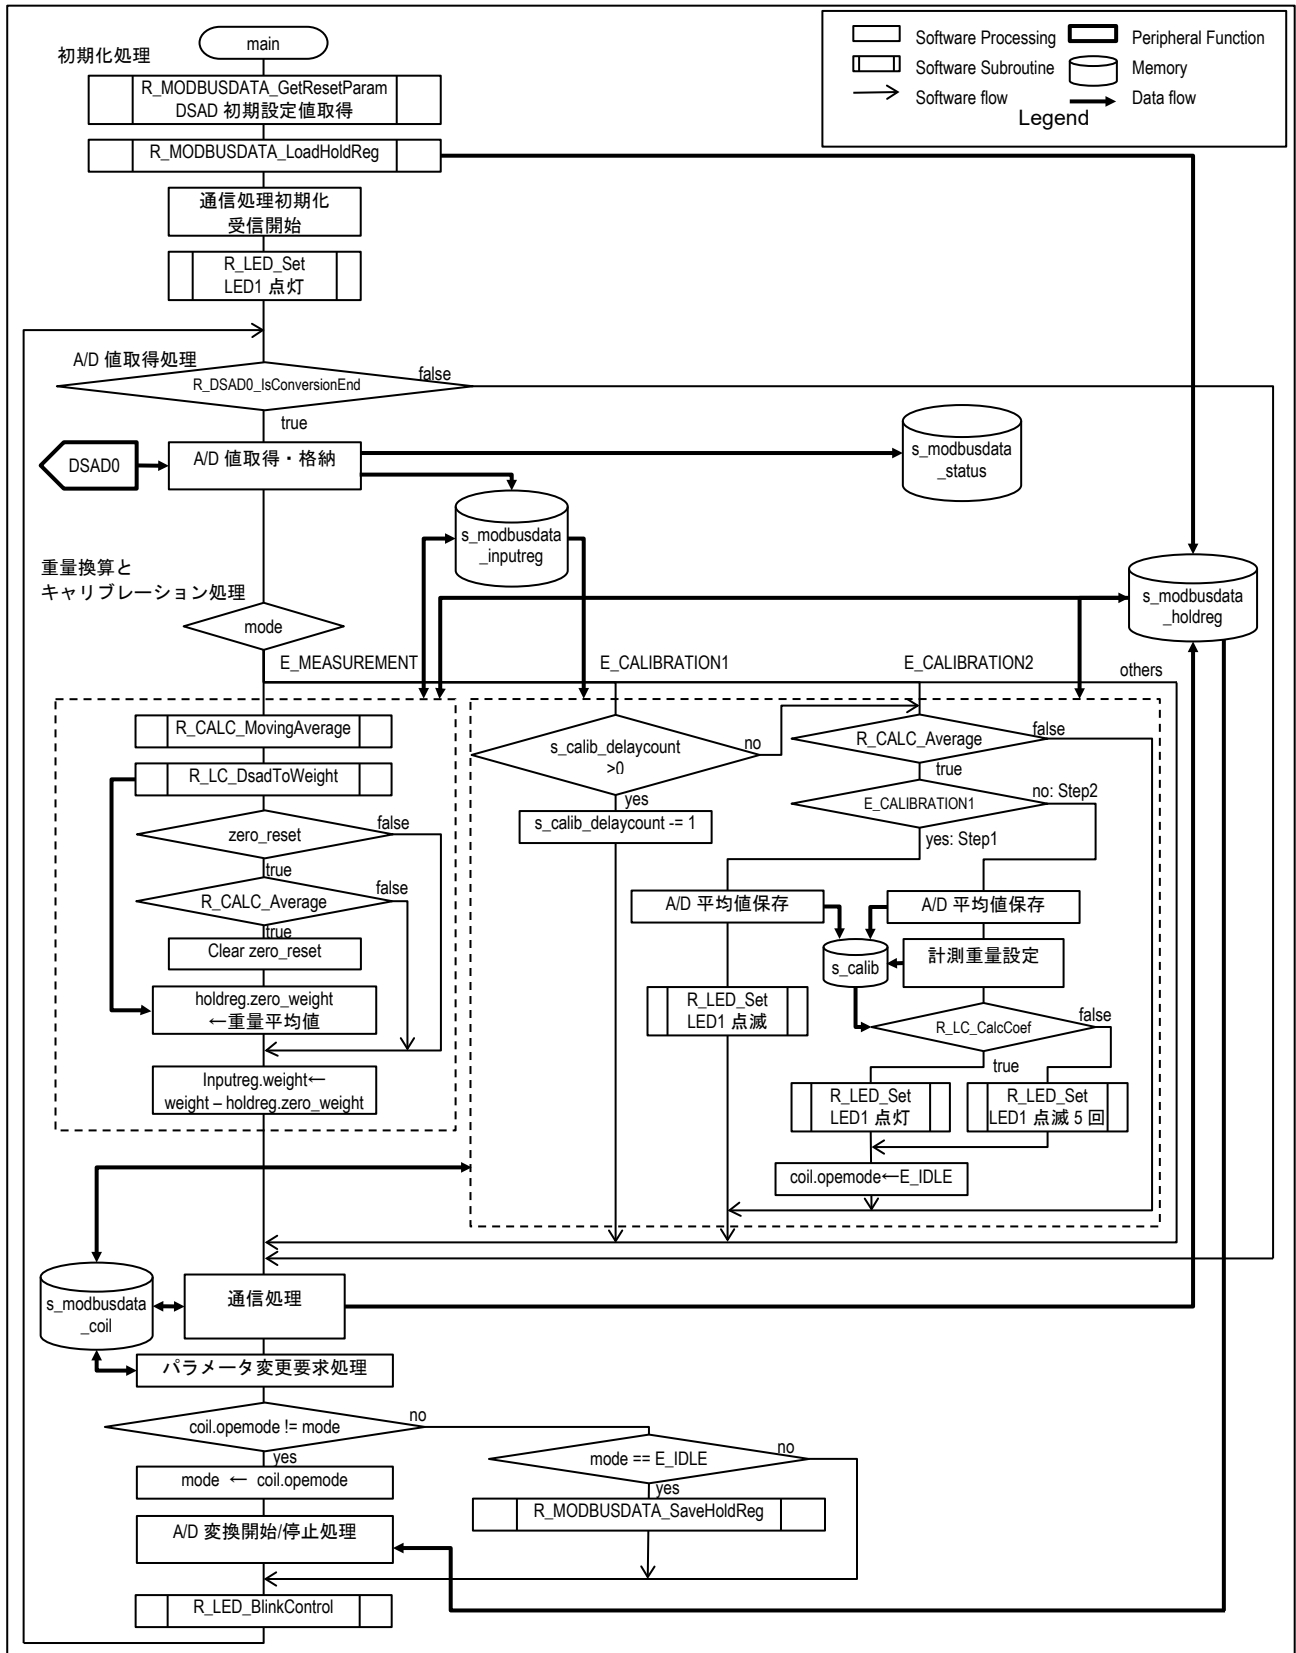 初期化処理
main
R_MODBUSDATA_GetResetParam
DSAD 初期設定値取得
R_MODBUSDATA_LoadHoldReg
通信処理初期化
受信開始
R_LED_Set
LED1 点灯
Software Processing
Peripheral Function
Software Subroutine
Memory
Software flow
Data flow
Legend
A/D 値取得処理
R_DSAD0_IsConversionEnd
false
true
DSAD0
A/D 値取得・格納
s_modbusdata
_status
s_modbusdata
_inputreg
s_modbusdata
_holdreg
重量換算と
キャリブレーション処理
mode
E_MEASUREMENT
E_CALIBRATION1
E_CALIBRATION2
others
R_CALC_MovingAverage
R_LC_DsadToWeight
zero_reset
false
true
R_CALC_Average
false
true
Clear zero_reset
holdreg.zero_weight
←重量平均値
Inputreg.weight←
weight – holdreg.zero_weight
s_calib_delaycount
>0
no
yes
s_calib_delaycount -= 1
R_CALC_Average
false
true
E_CALIBRATION1
no: Step2
yes: Step1
A/D 平均値保存
A/D 平均値保存
s_calib
計測重量設定
R_LED_Set
LED1 点滅
R_LC_CalcCoef
false
true
R_LED_Set
LED1 点灯
R_LED_Set
LED1 点滅 5 回
coil.opemode←E_IDLE
s_modbusdata
_coil
通信処理
パラメータ変更要求処理
coil.opemode != mode
no
yes
mode ← coil.opemode
mode == E_IDLE
no
yes
R_MODBUSDATA_SaveHoldReg
A/D 変換開始/停止処理
R_LED_BlinkControl